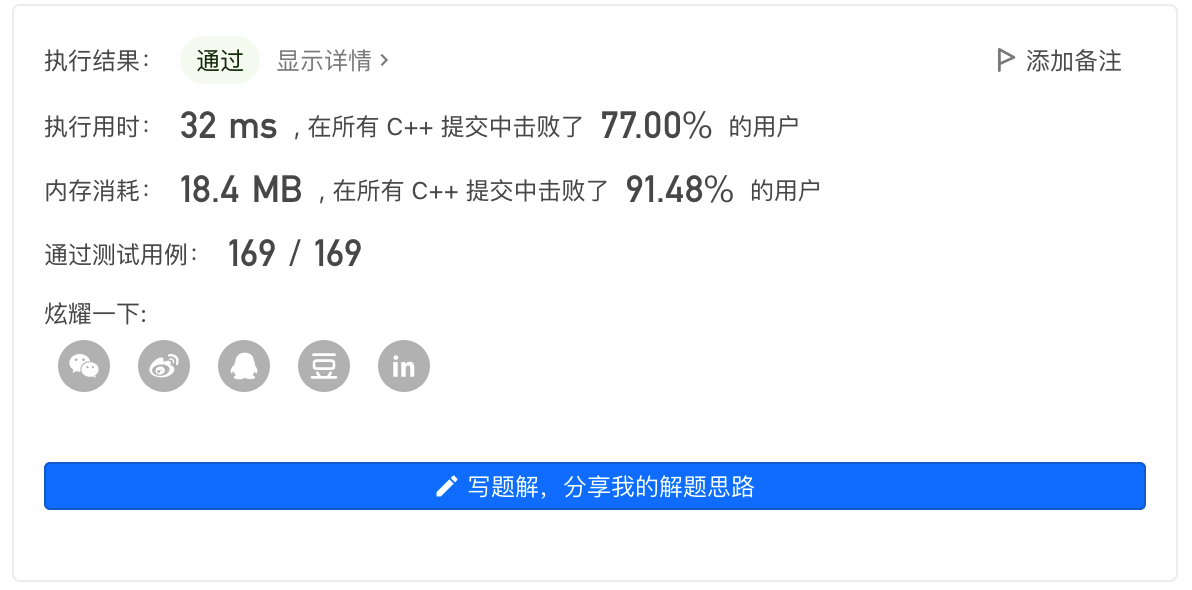 执行结果： 通过 显示详情 › 添加备注
执行用时： 32 ms , 在所有 C++ 提交中击败了 77.00% 的用户
内存消耗： 18.4 MB , 在所有 C++ 提交中击败了 91.48% 的用户
通过测试用例： 169 / 169
炫耀一下:
豆 in
写题解，分享我的解题思路